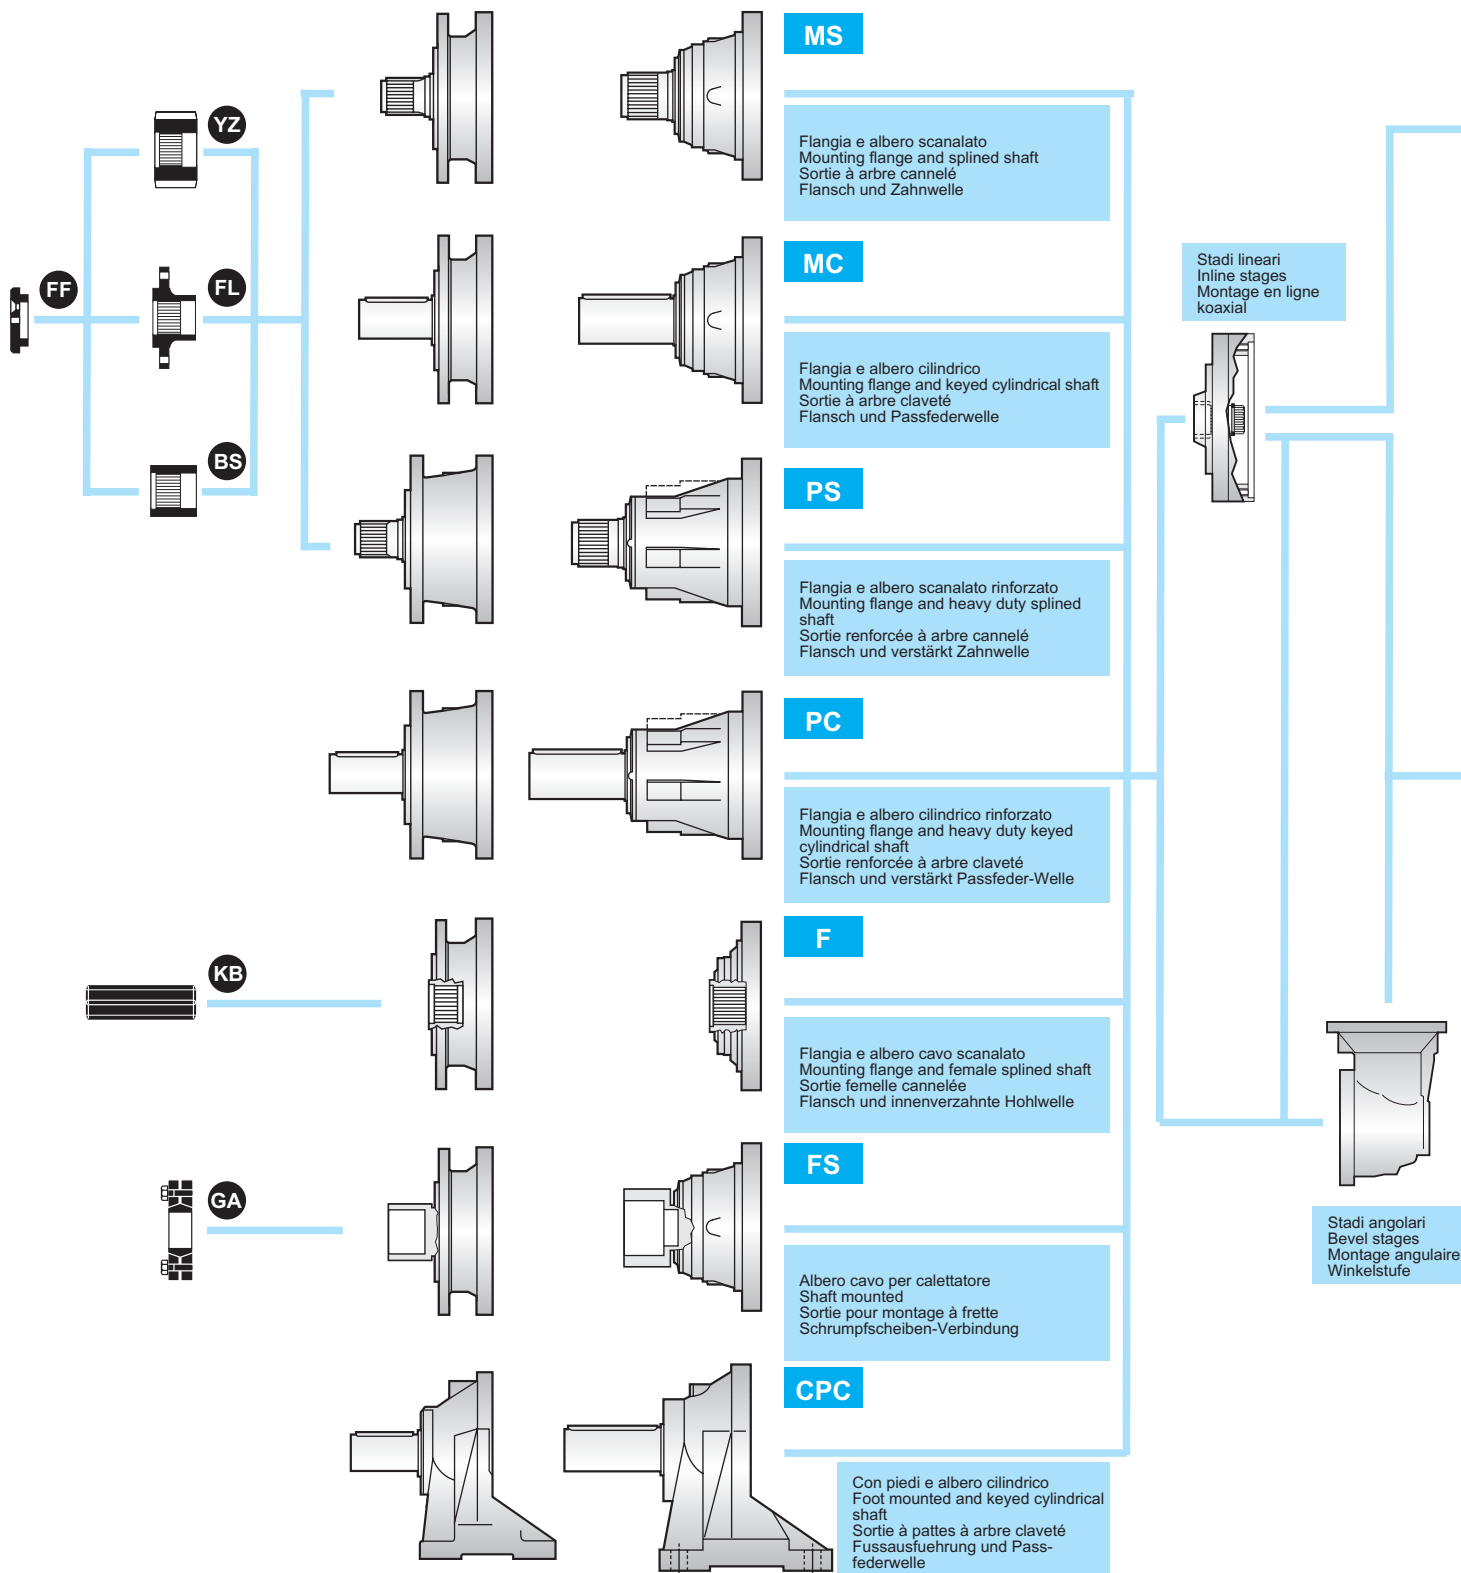 MS
Flangia e albero scanalato
Mounting flange and splined shaft
Sortie à arbre cannelé
Flansch und Zahnwelle
YZ
FF
FL
BS
MC
Flangia e albero cilindrico
Mounting flange and keyed cylindrical shaft
Sortie à arbre claveté
Flansch und Passfederwelle
Stadi lineari
Inline stages
Montage en ligne
koaxial
PS
Flangia e albero scanalato rinforzato
Mounting flange and heavy duty splined
shaft
Sortie renforcée à arbre cannelé
Flansch und verstärkt Zahnwelle
PC
Flangia e albero cilindrico rinforzato
Mounting flange and heavy duty keyed
cylindrical shaft
Sortie renforcée à arbre claveté
Flansch und verstärkt Passfeder-Welle
F
KB
Flangia e albero cavo scanalato
Mounting flange and female splined shaft
Sortie femelle cannelée
Flansch und innenverzahnte Hohlwelle
FS
GA
Albero cavo per calettatore
Shaft mounted
Sortie pour montage à frette
Schrumpfscheiben-Verbindung
Stadi angolari
Bevel stages
Montage angulaire
Winkelstufe
CPC
Con piedi e albero cilindrico
Foot mounted and keyed cylindrical
shaft
Sortie à pattes à arbre claveté
Fussausfuehrung und Pass-
federwelle